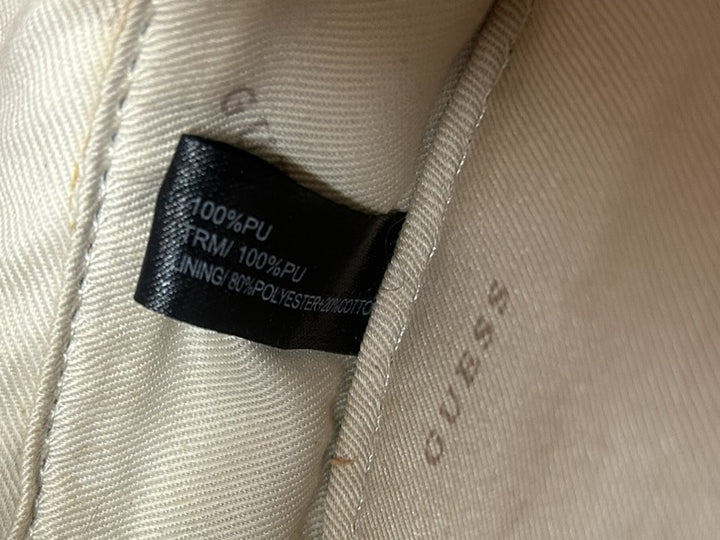 100%PU
TRM/ 100%PU
LINING/ 80%POLYESTER+20%COTTO
GUESS